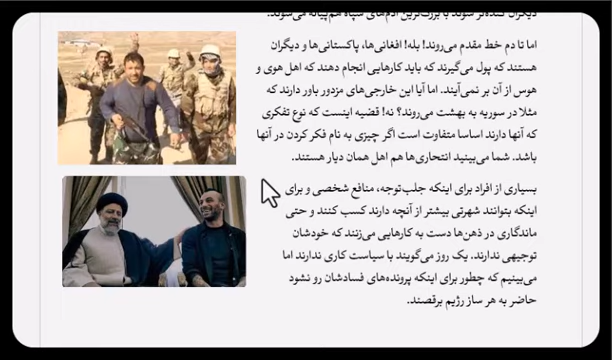 دیگران گنده‌تر شوند با بزرگ‌ترین آدم‌های سپاه هم‌پیاله می‌شوند.
اما تا دم خط مقدم می‌روند! بله! افغانی‌ها، پاکستانی‌ها و دیگران
هستند که پول می‌گیرند که باید کارهایی انجام دهند که اهل هوی و
هوس از آن بر نمی‌آیند. اما آیا این خارجی‌های مزدور باور دارند که
مثلا در سوریه به بهشت می‌روند؟ نه! قضیه اینست که نوع تفکری
که آنها دارند اساسا متفاوت است اگر چیزی به نام فکر کردن در آنها
باشد. شما می‌بینید انتحاری‌ها هم اهل همان دیار هستند.
بسیاری از افراد برای اینکه جلب‌توجه، منافع شخصی و برای
اینکه بتوانند شهرتی بیشتر از آنچه دارند کسب کنند و حتی
ماندگاری در ذهن‌ها دست به کارهایی می‌زنند که خودشان
توجیهی ندارند. یک روز می‌گویند با سیاست کاری ندارند اما
می‌بینیم که چطور برای اینکه پرونده‌های فسادشان رو نشود
حاضر به هر ساز رژیم برقصند.